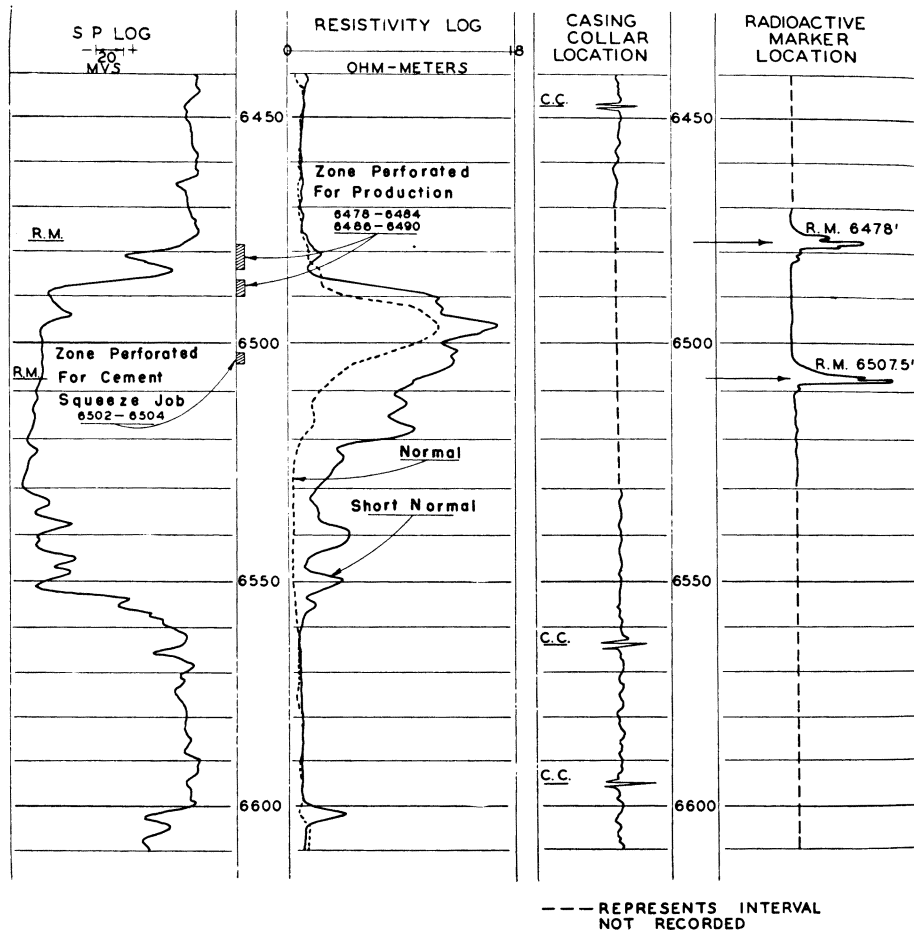 S P LOG
-|--20--|+
MVS
RESISTIVITY LOG
0 18
OHM-METERS
CASING
COLLAR
LOCATION
RADIOACTIVE
MARKER
LOCATION
C.C.
6450
6450
Zone Perforated
For Production
6478-6484
6486-6490
R.M.
R.M. 6478'
6500
6500
Zone Perforated
R.M.
For Cement
Squeeze Job
6502-6504
R.M. 6507.5'
Normal
Short Normal
6550
6550
C.C.
C.C.
6600
6600
--- REPRESENTS INTERVAL
NOT RECORDED